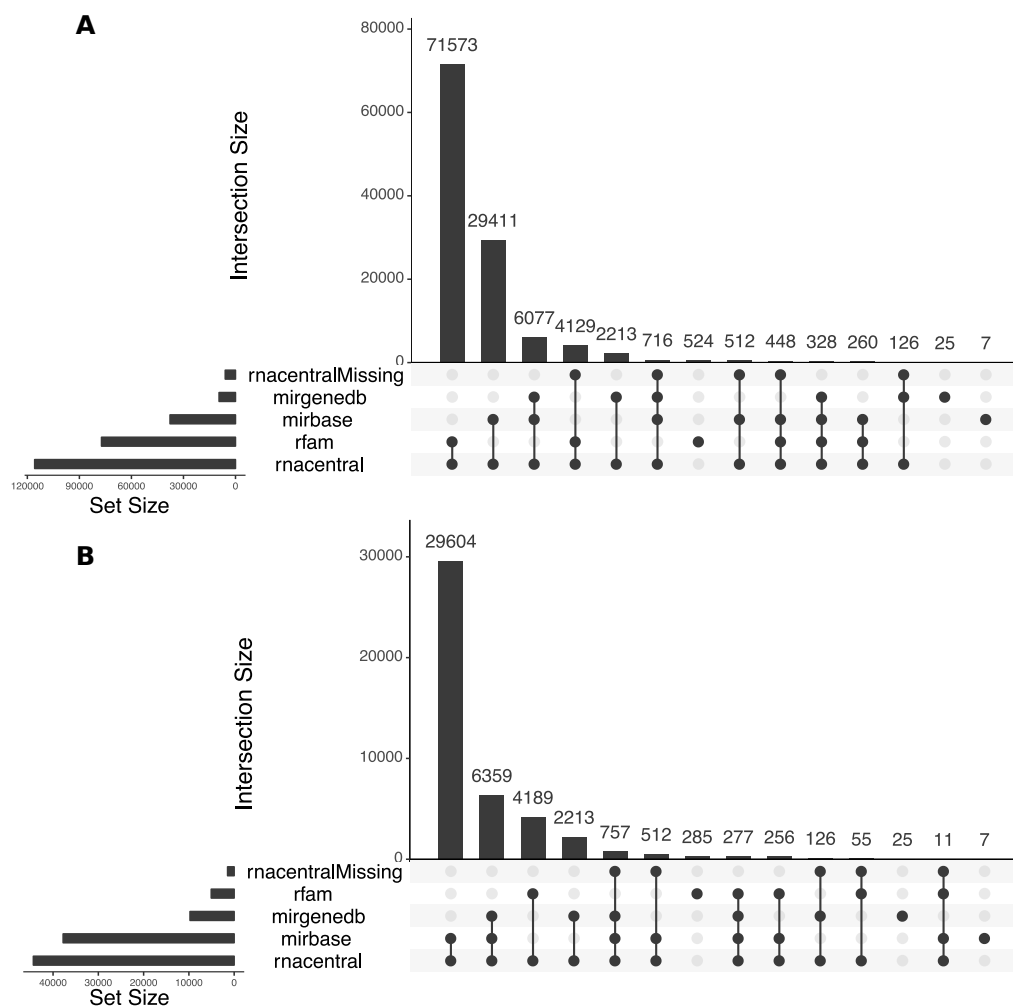 A
Intersection Size
80000
60000
40000
20000
0
71573 29411 6077 4129 2213 716 524 512 448 328 260 126 25 7
rnacentralMissing
mirgenedb
mirbase
rfam
rnacentral
120000 90000 60000 30000 0
Set Size
B
Intersection Size
30000
20000
10000
0
29604 6359 4189 2213 757 512 285 277 256 126 55 25 11 7
rnacentralMissing
rfam
mirgenedb
mirbase
rnacentral
40000 30000 20000 10000 0
Set Size